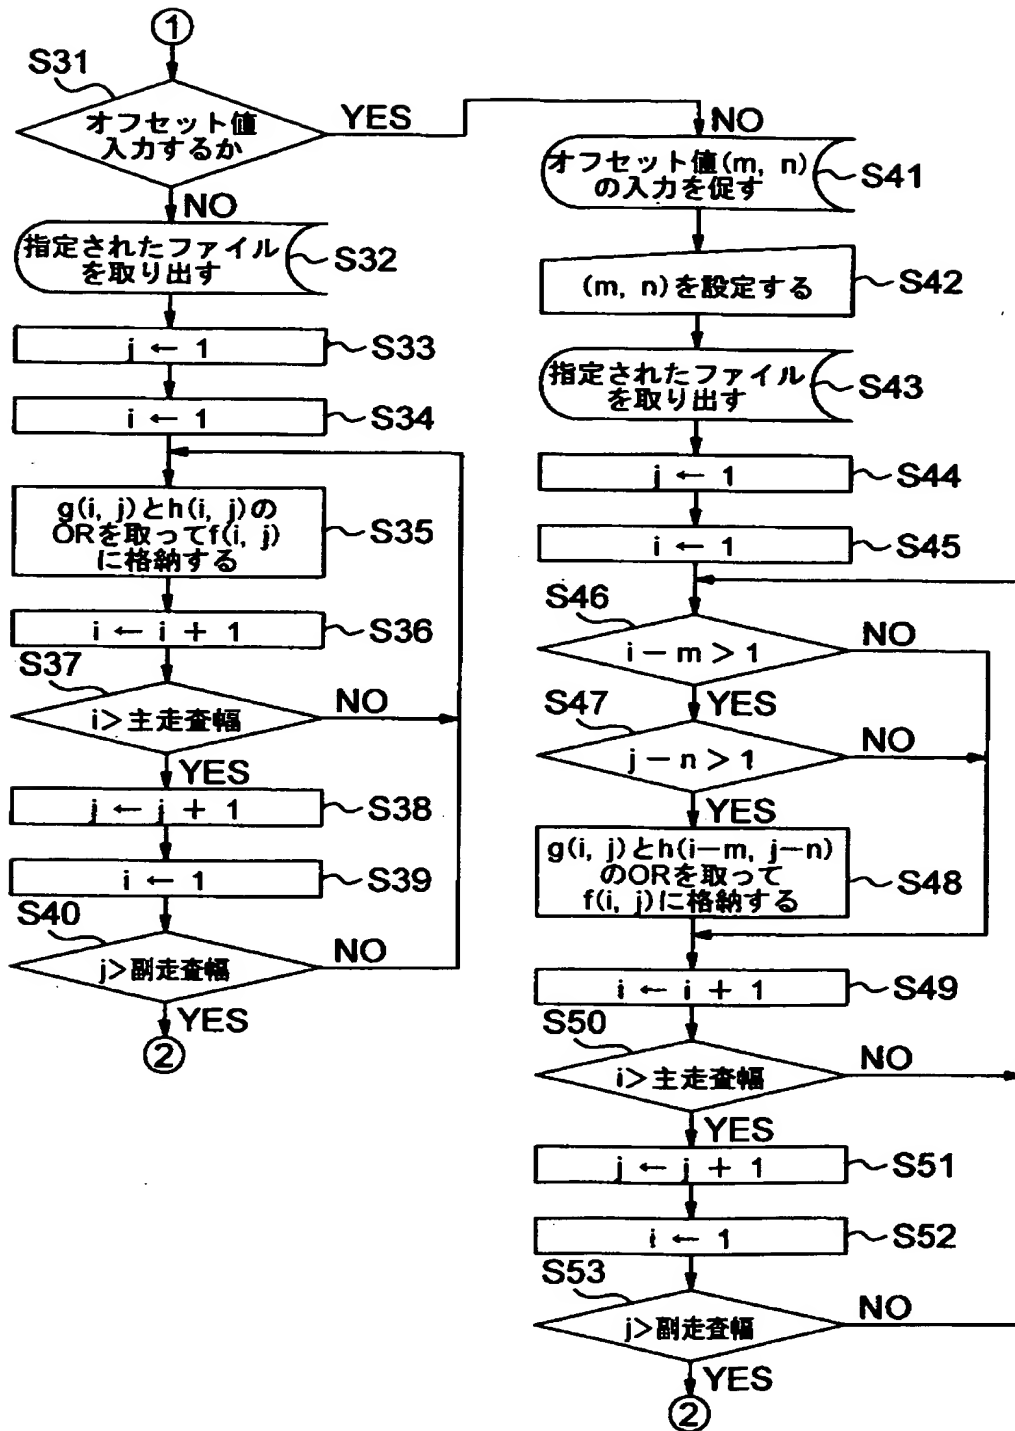 ①
S31
オフセット値
入力するか
YES
NO
指定されたファイル
を取り出す
S32
j ← 1
S33
i ← 1
S34
g(i, j)とh(i, j)の
ORを取ってf(i, j)
に格納する
S35
i ← i + 1
S36
S37
i>主走査幅
NO
YES
j ← j + 1
S38
i ← 1
S39
S40
j>副走査幅
NO
YES
②
NO
オフセット値(m, n)
の入力を促す
S41
(m, n)を設定する
S42
指定されたファイル
を取り出す
S43
j ← 1
S44
i ← 1
S45
S46
i－m > 1
NO
YES
S47
j－n > 1
NO
YES
g(i, j)とh(i−m, j−n)
のORを取って
f(i, j)に格納する
S48
i ← i + 1
S49
S50
i>主走査幅
NO
YES
j ← j + 1
S51
i ← 1
S52
S53
j>副走査幅
NO
YES
②